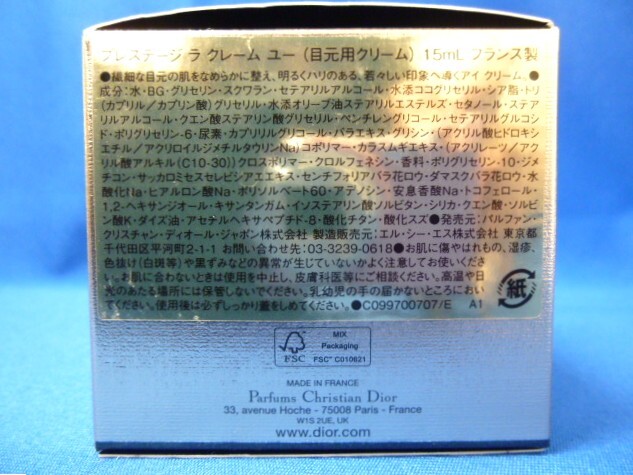 プレステージ ラ クレーム ユー（目元用クリーム）15mL フランス製
●繊細な目元の肌をなめらかに整え、明るくハリのある、若々しい印象へ導くアイ クリーム。●
成分：水・BG・グリセリン・スクワラン・セテアリルアルコール・水添ココグリセリル・シア脂・トリ
（カプリル／カプリン酸）グリセリル・水添オリーブ油ステアリルエステルズ・セタノール・ステア
リルアルコール・クエン酸ステアリン酸グリセリル・ペンチレングリコール・セテアリルグルコシ
ド・ポリグリセリン-6・尿素・カプリリルグリコール・バラエキス・グリシン・（アクリル酸ヒドロキシ
エチル／アクリロイルジメチルタウリンNa）コポリマー・カラスムギエキス・（アクリレーツ／アク
リル酸アルキル（C10-30））クロスポリマー・クロルフェネシン・香料・ポリグリセリン-10・ジメ
チコン・サッカロミセスセレビシアエエキス・センチフォリアバラ花ロウ・ダマスクバラ花ロウ・水
酸化Na・ヒアルロン酸Na・ポリソルベート60・アデノシン・安息香酸Na・トコフェロール・
1,2-ヘキサンジオール・キサンタンガム・イソステアリン酸ソルビタン・シリカ・クエン酸・ソルビ
ン酸K・ダイズ油・アセチルヘキサペプチド-8・酸化チタン・酸化スズ●発売元：パルファン・
クリスチャン・ディオール・ジャポン株式会社 製造販売元：エル・シー・エス株式会社 東京都
千代田区平河町2-1-1 お問い合わせ先：03-3239-0618●お肌に傷やはれもの、湿疹、
色抜け（白斑等）や黒ずみなどの異常が生じていないかよく注意してお使いくださ
い。お肌に合わないときは使用を中止し、皮膚科医等にご相談ください。高温や日
光のあたる場所には保管しないでください。乳幼児の手の届かないところにおい
てください。使用後は必ずしっかり蓋をしめてください。●C099700707/E A1
紙
FSC
MIX
Packaging
FSC™ C010621
MADE IN FRANCE
Parfums Christian Dior
33, avenue Hoche - 75008 Paris - France
W1S 2UE, UK
www.dior.com